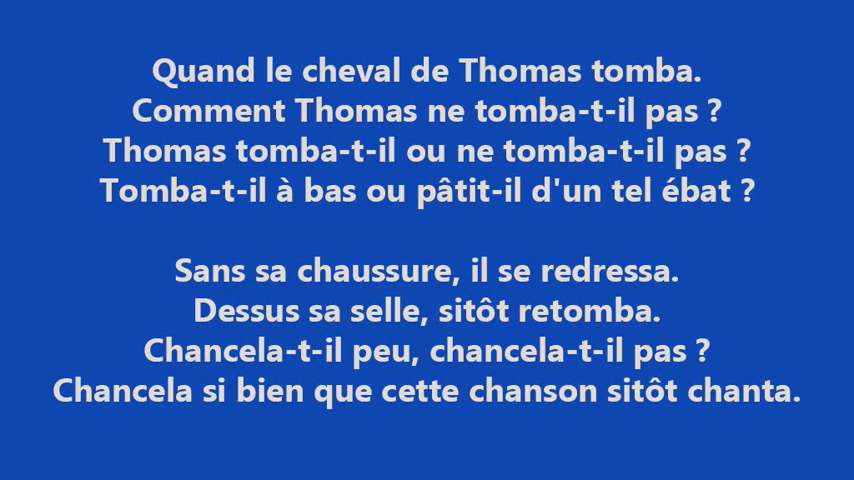 Quand le cheval de Thomas tomba.
Comment Thomas ne tomba-t-il pas ?
Thomas tomba-t-il ou ne tomba-t-il pas ?
Tomba-t-il à bas ou pâtit-il d'un tel ébat ?
Sans sa chaussure, il se redressa.
Dessus sa selle, sitôt retomba.
Chancela-t-il peu, chancela-t-il pas ?
Chancela si bien que cette chanson sitôt chanta.